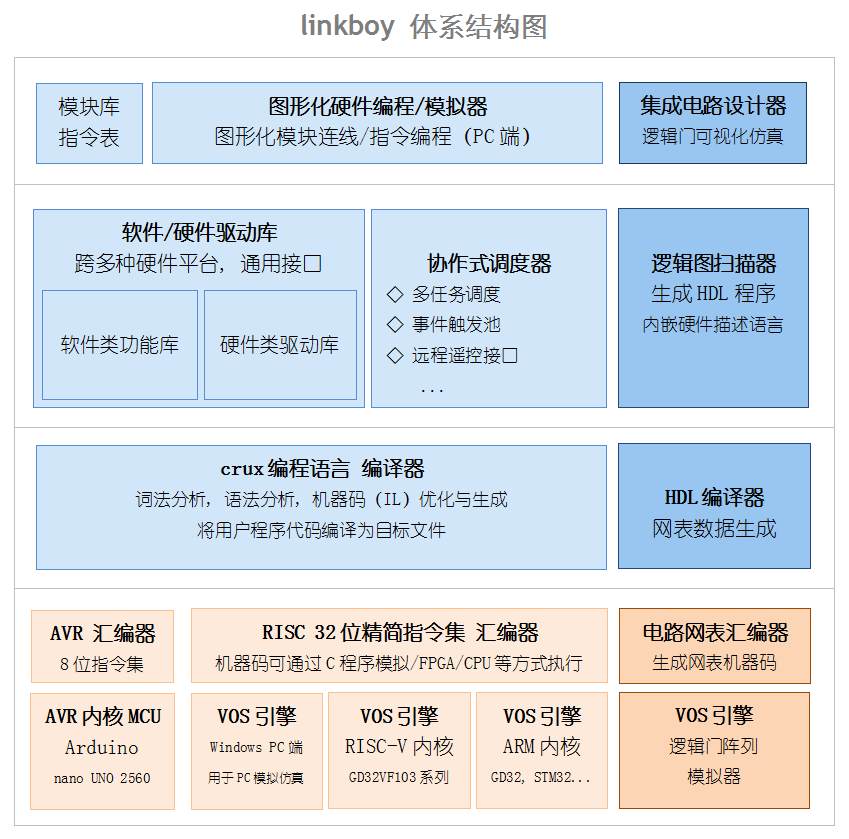 linkboy 体系结构图
模块库
指令表
图形化硬件编程/模拟器
图形化模块连线/指令编程（PC 端）
集成电路设计器
逻辑门可视化仿真
软件/硬件驱动库
跨多种硬件平台，通用接口
软件类功能库
硬件类驱动库
协作式调度器
◇ 多任务调度
◇ 事件触发池
◇ 远程遥控接口
...
逻辑图扫描器
生成 HDL 程序
内嵌硬件描述语言
crux 编程语言 编译器
词法分析，语法分析，机器码（IL）优化与生成
将用户程序代码编译为目标文件
HDL 编译器
网表数据生成
AVR 汇编器
8 位指令集
RISC 32 位精简指令集 汇编器
机器码可通过 C 程序模拟/FPGA/CPU 等方式执行
电路网表汇编器
生成网表机器码
AVR 内核 MCU
Arduino
nano UNO 2560
VOS 引擎
Windows PC 端
用于 PC 模拟仿真
VOS 引擎
RISC-V 内核
GD32VF103 系列
VOS 引擎
ARM 内核
GD32, STM32...
VOS 引擎
逻辑门阵列
模拟器